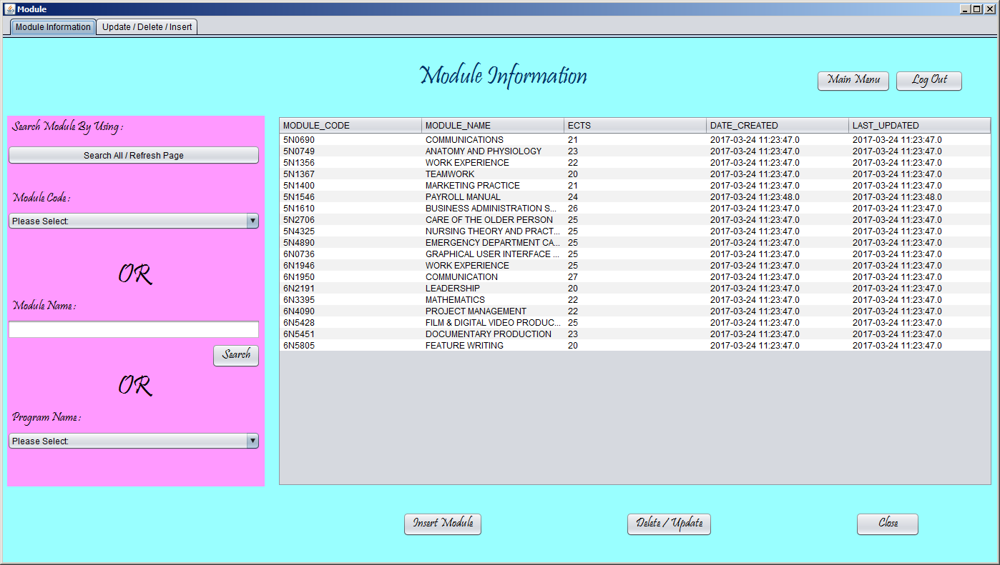 Module
Module Information Update / Delete / Insert
Module Information
Main Menu Log Out
Search Module By Using :
Search All / Refresh Page
Module Code :
Please Select:
OR
Module Name :
Search
OR
Program Name :
Please Select:
MODULE_CODE MODULE_NAME ECTS DATE_CREATED LAST_UPDATED
5N0690 COMMUNICATIONS 21 2017-03-24 11:23:47.0 2017-03-24 11:23:47.0
5N0749 ANATOMY AND PHYSIOLOGY 23 2017-03-24 11:23:47.0 2017-03-24 11:23:47.0
5N1356 WORK EXPERIENCE 22 2017-03-24 11:23:47.0 2017-03-24 11:23:47.0
5N1367 TEAMWORK 20 2017-03-24 11:23:47.0 2017-03-24 11:23:47.0
5N1400 MARKETING PRACTICE 21 2017-03-24 11:23:47.0 2017-03-24 11:23:47.0
5N1546 PAYROLL MANUAL 24 2017-03-24 11:23:48.0 2017-03-24 11:23:48.0
5N1610 BUSINESS ADMINISTRATION S... 26 2017-03-24 11:23:47.0 2017-03-24 11:23:47.0
5N2706 CARE OF THE OLDER PERSON 25 2017-03-24 11:23:47.0 2017-03-24 11:23:47.0
5N4325 NURSING THEORY AND PRACT... 25 2017-03-24 11:23:47.0 2017-03-24 11:23:47.0
5N4890 EMERGENCY DEPARTMENT CA... 25 2017-03-24 11:23:47.0 2017-03-24 11:23:47.0
6N0736 GRAPHICAL USER INTERFACE ... 25 2017-03-24 11:23:47.0 2017-03-24 11:23:47.0
6N1946 WORK EXPERIENCE 25 2017-03-24 11:23:47.0 2017-03-24 11:23:47.0
6N1950 COMMUNICATION 27 2017-03-24 11:23:47.0 2017-03-24 11:23:47.0
6N2191 LEADERSHIP 20 2017-03-24 11:23:47.0 2017-03-24 11:23:47.0
6N3395 MATHEMATICS 22 2017-03-24 11:23:47.0 2017-03-24 11:23:47.0
6N4090 PROJECT MANAGEMENT 22 2017-03-24 11:23:47.0 2017-03-24 11:23:47.0
6N5428 FILM & DIGITAL VIDEO PRODUC... 25 2017-03-24 11:23:47.0 2017-03-24 11:23:47.0
6N5451 DOCUMENTARY PRODUCTION 23 2017-03-24 11:23:47.0 2017-03-24 11:23:47.0
6N5805 FEATURE WRITING 20 2017-03-24 11:23:47.0 2017-03-24 11:23:47.0
Insert Module Delete / Update Close